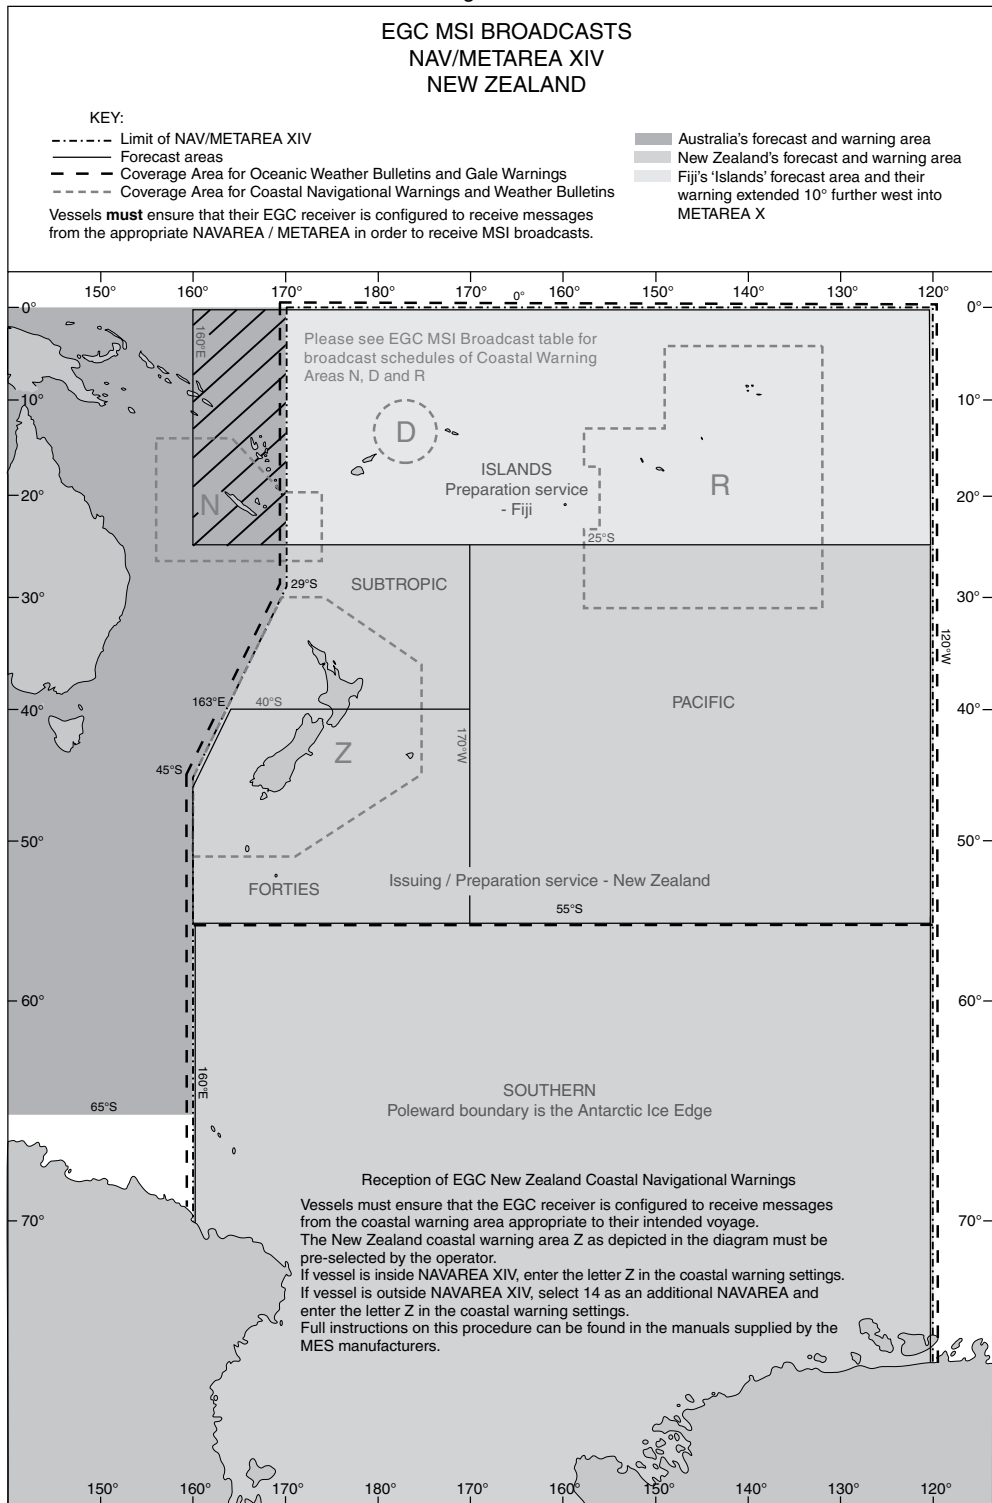 EGC MSI BROADCASTS
NAV/METAREA XIV
NEW ZEALAND
KEY:
Limit of NAV/METAREA XIV
Forecast areas
Coverage Area for Oceanic Weather Bulletins and Gale Warnings
Coverage Area for Coastal Navigational Warnings and Weather Bulletins
Vessels must ensure that their EGC receiver is configured to receive messages
from the appropriate NAVAREA / METAREA in order to receive MSI broadcasts.
Australia's forecast and warning area
New Zealand's forecast and warning area
Fiji's 'Islands' forecast area and their
warning extended 10° further west into
METAREA X
150° 160° 170° 180° 170° 0° 160° 150° 140° 130° 120°
0° 0°
160°E
Please see EGC MSI Broadcast table for
broadcast schedules of Coastal Warning
Areas N, D and R
10° 10°
D
ISLANDS
Preparation service
- Fiji
R
20° 20°
N
25°S
29°S
SUBTROPIC
30° 30°
120°W
163°E
40°S
PACIFIC
40° 40°
170°W
Z
45°S
50° 50°
FORTIES
Issuing / Preparation service - New Zealand
55°S
60° 60°
160°E
65°S
SOUTHERN
Poleward boundary is the Antarctic Ice Edge
Reception of EGC New Zealand Coastal Navigational Warnings
Vessels must ensure that the EGC receiver is configured to receive messages
from the coastal warning area appropriate to their intended voyage.
The New Zealand coastal warning area Z as depicted in the diagram must be
pre-selected by the operator.
If vessel is inside NAVAREA XIV, enter the letter Z in the coastal warning settings.
If vessel is outside NAVAREA XIV, select 14 as an additional NAVAREA and
enter the letter Z in the coastal warning settings.
Full instructions on this procedure can be found in the manuals supplied by the
MES manufacturers.
70° 70°
150° 160° 170° 180° 170° 160° 150° 140° 130° 120°